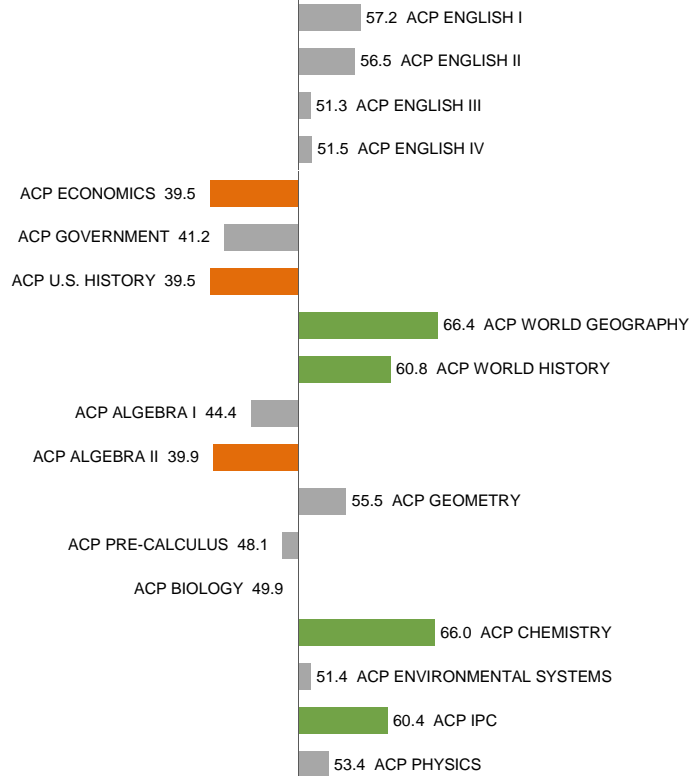 57.2 ACP ENGLISH I
56.5 ACP ENGLISH II
51.3 ACP ENGLISH III
51.5 ACP ENGLISH IV
ACP ECONOMICS 39.5
ACP GOVERNMENT 41.2
ACP U.S. HISTORY 39.5
66.4 ACP WORLD GEOGRAPHY
60.8 ACP WORLD HISTORY
ACP ALGEBRA I 44.4
ACP ALGEBRA II 39.9
55.5 ACP GEOMETRY
ACP PRE-CALCULUS 48.1
ACP BIOLOGY 49.9
66.0 ACP CHEMISTRY
51.4 ACP ENVIRONMENTAL SYSTEMS
60.4 ACP IPC
53.4 ACP PHYSICS